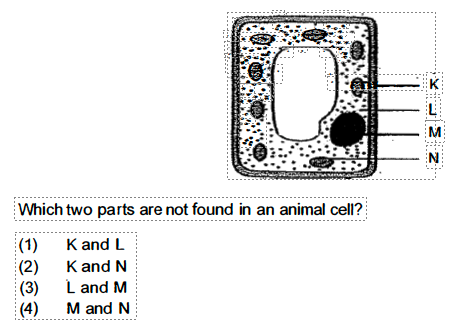 K
L
M
N
Which two parts are not found in an animal cell?
(1) K and L
(2) K and N
(3) L and M
(4) M and N